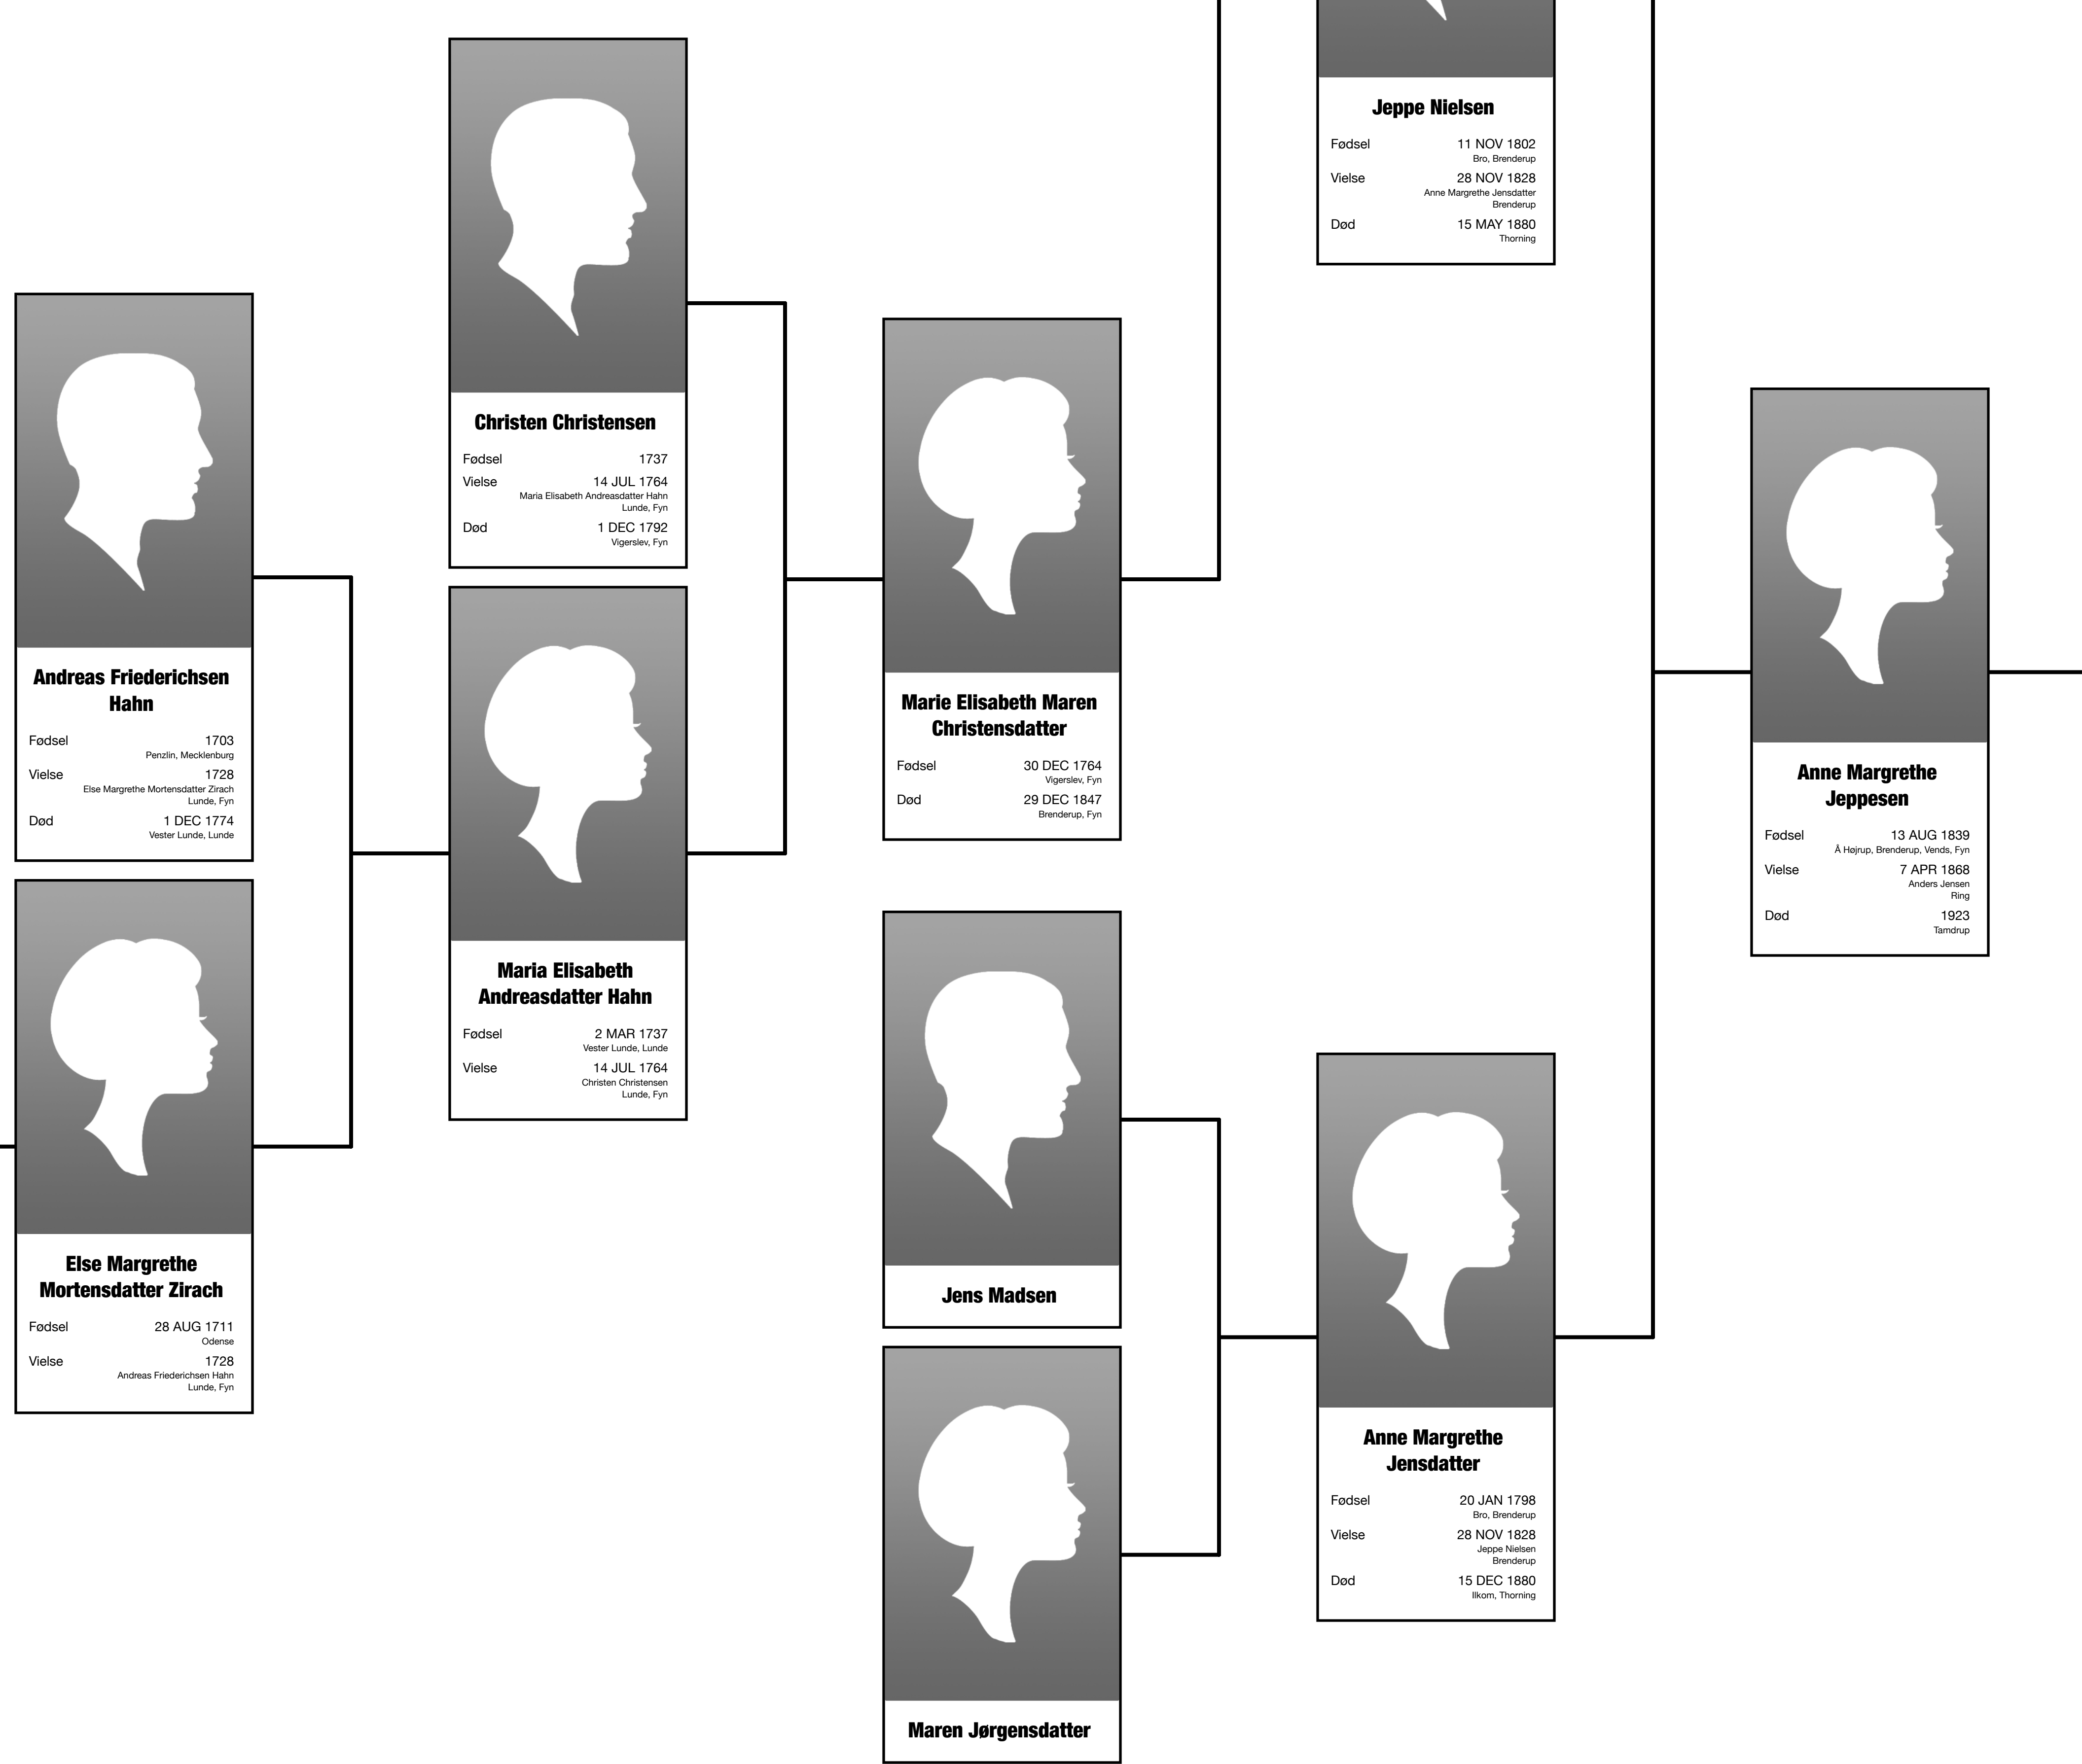 Andreas Friederichsen
Hahn
Fødsel 1703
Penzlin, Mecklenburg
Vielse 1728
Else Margrethe Mortensdatter Zirach
Lunde, Fyn
Død 1 DEC 1774
Vester Lunde, Lunde
Else Margrethe
Mortensdatter Zirach
Fødsel 28 AUG 1711
Odense
Vielse 1728
Andreas Friederichsen Hahn
Lunde, Fyn
Christen Christensen
Fødsel 1737
Vielse 14 JUL 1764
Maria Elisabeth Andreasdatter Hahn
Lunde, Fyn
Død 1 DEC 1792
Vigerslev, Fyn
Maria Elisabeth
Andreasdatter Hahn
Fødsel 2 MAR 1737
Vester Lunde, Lunde
Vielse 14 JUL 1764
Christen Christensen
Lunde, Fyn
Marie Elisabeth Maren
Christensdatter
Fødsel 30 DEC 1764
Vigerslev, Fyn
Død 29 DEC 1847
Brenderup, Fyn
Jens Madsen
Maren Jørgensdatter
Jeppe Nielsen
Fødsel 11 NOV 1802
Bro, Brenderup
Vielse 28 NOV 1828
Anne Margrethe Jensdatter
Brenderup
Død 15 MAY 1880
Thorning
Anne Margrethe
Jensdatter
Fødsel 20 JAN 1798
Bro, Brenderup
Vielse 28 NOV 1828
Jeppe Nielsen
Brenderup
Død 15 DEC 1880
Ilkom, Thorning
Anne Margrethe
Jeppesen
Fødsel 13 AUG 1839
Å Højrup, Brenderup, Vends, Fyn
Vielse 7 APR 1868
Anders Jensen
Ring
Død 1923
Tamdrup